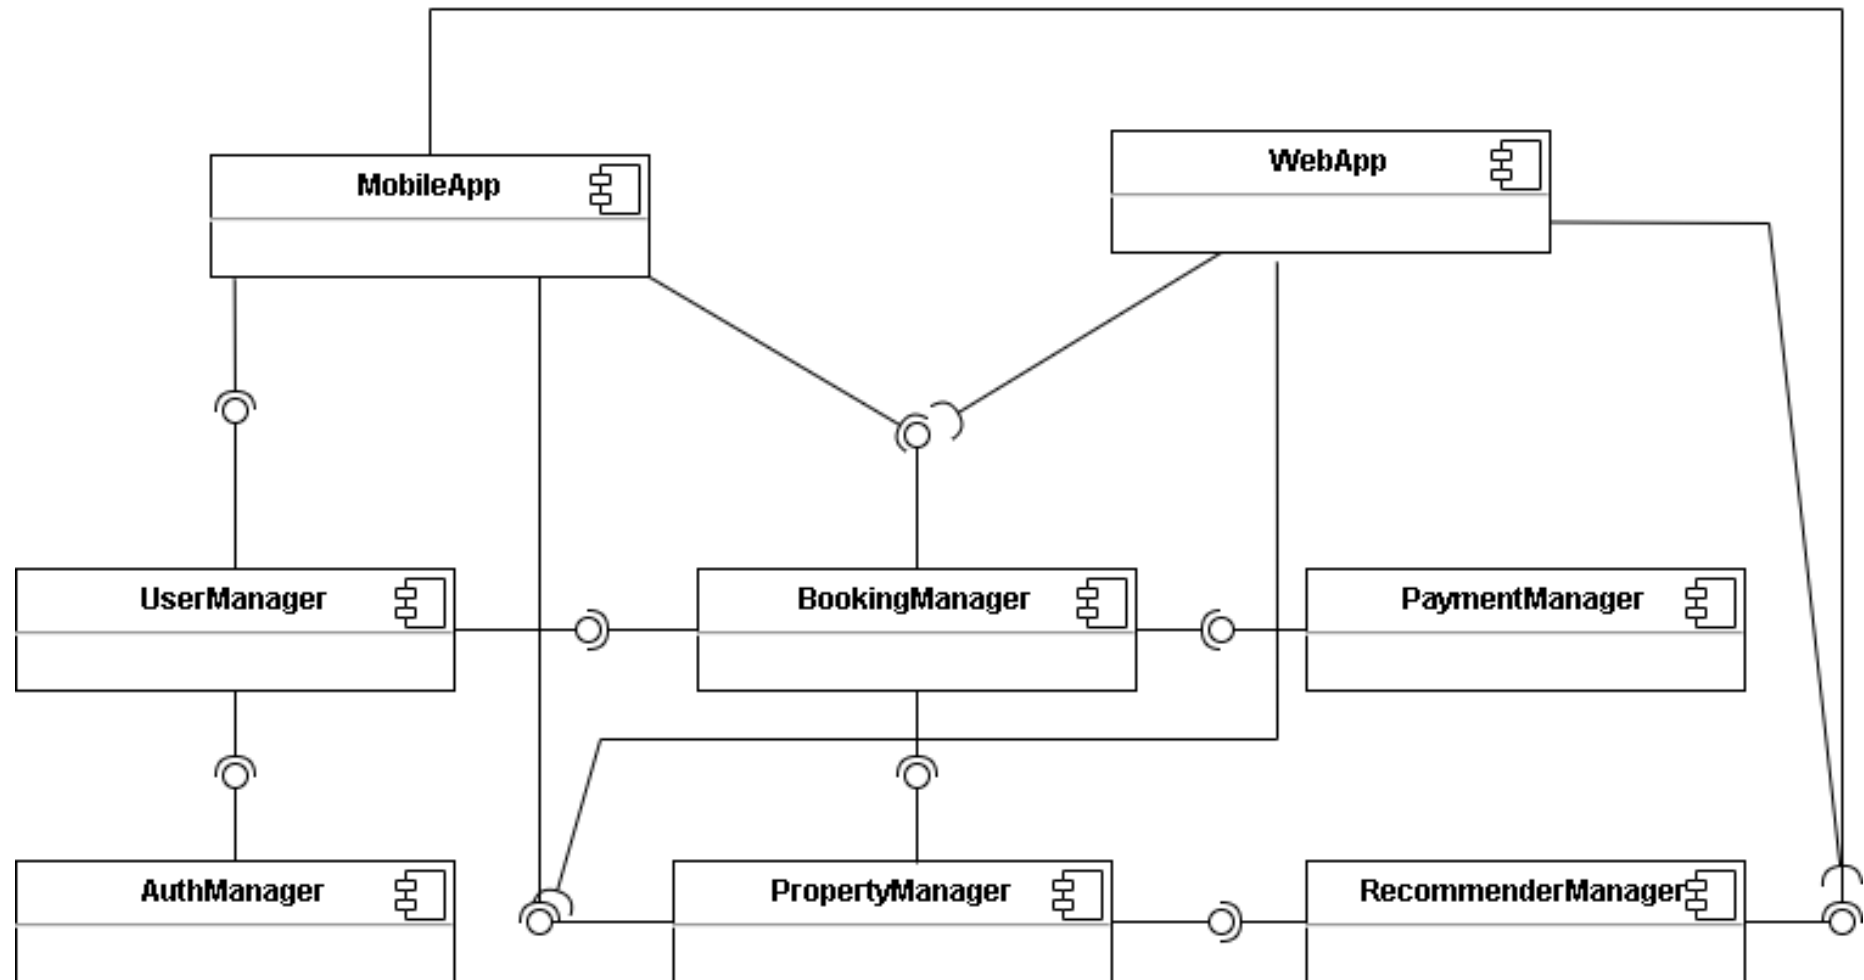 MobileApp
WebApp
UserManager
BookingManager
PaymentManager
AuthManager
PropertyManager
RecommenderManager